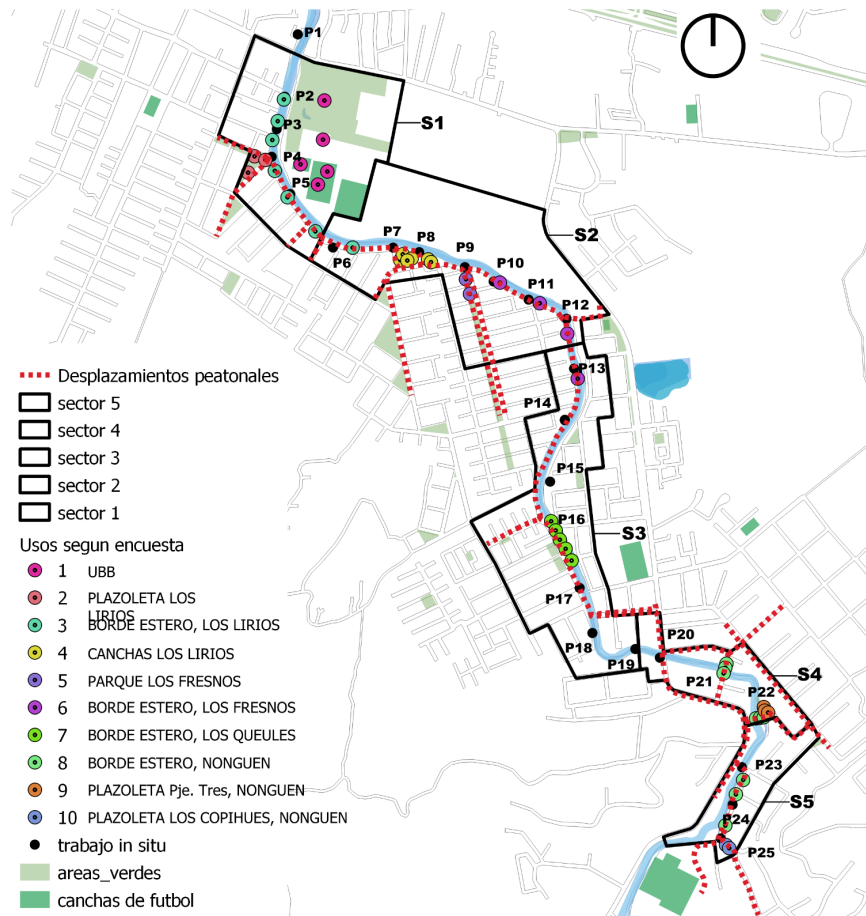 P1
P2
P3
S1
P4
P5
P6
P7
P8
P9
S2
P10
P11
P12
P13
P14
P15
P16
S3
P17
P18
P19
P20
P21
S4
P22
P23
S5
P24
P25
Desplazamientos peatonales
sector 5
sector 4
sector 3
sector 2
sector 1
Usos segun encuesta
1 UBB
2 PLAZOLETA LOS
LIRIOS
3 BORDE ESTERO, LOS LIRIOS
4 CANCHAS LOS LIRIOS
5 PARQUE LOS FRESNOS
6 BORDE ESTERO, LOS FRESNOS
7 BORDE ESTERO, LOS QUEULES
8 BORDE ESTERO, NONGUEN
9 PLAZOLETA Pje. Tres, NONGUEN
10 PLAZOLETA LOS COPIHUES, NONGUEN
trabajo in situ
areas_verdes
canchas de futbol